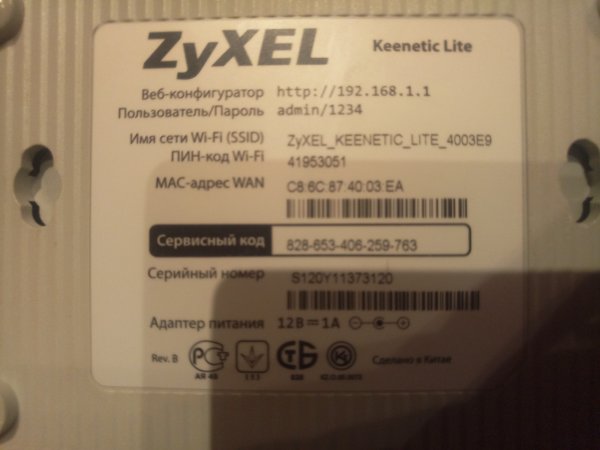 ZyXEL Keenetic Lite
Веб-конфигуратор http://192.168.1.1
Пользователь/Пароль admin/1234
Имя сети Wi-Fi (SSID) ZyXEL_KEENETIC_LITE_4003E9
ПИН-код Wi-Fi 41953051
MAC-адрес WAN C8:6C:87:40:03:EA
Сервисный код 828-653-406-259-763
Серийный номер S120Y11373120
Адаптер питания 12В 1А
Rev. B Сделано в Китае